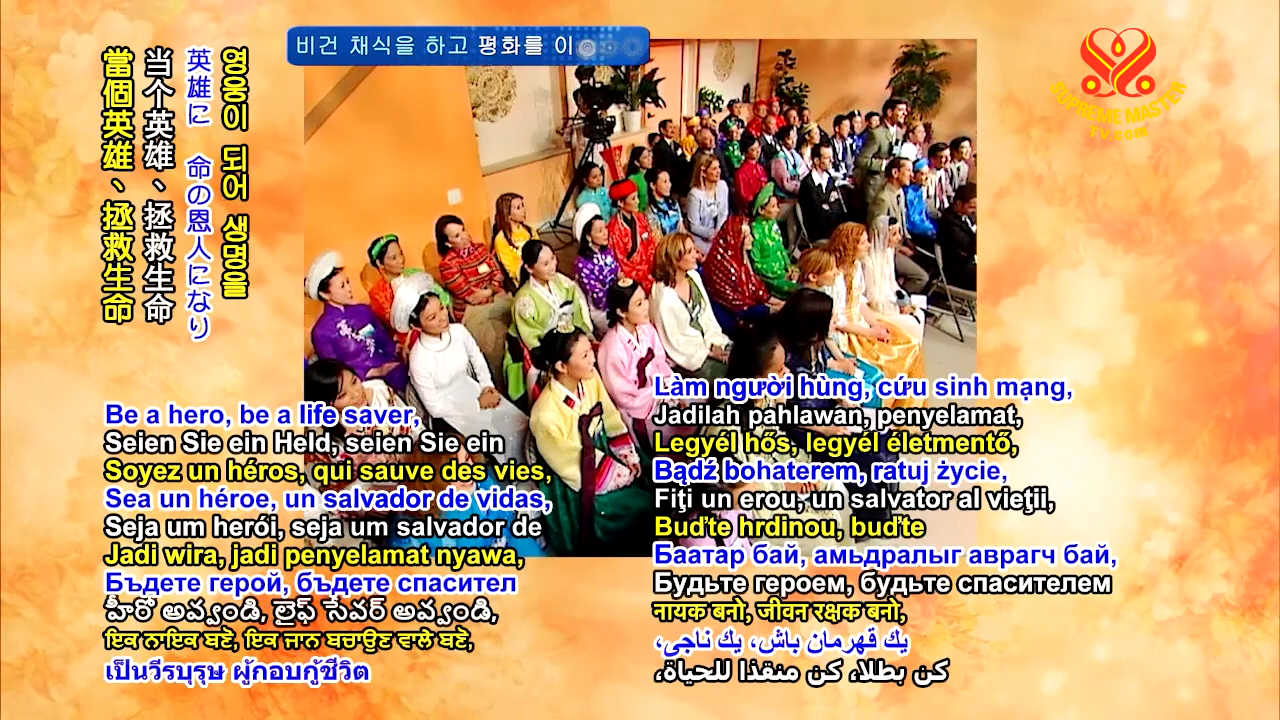 비건 채식을 하고 평화를 이
SUPREME MASTER
TV.COM
當個英雄、拯救生命
当个英雄、拯救生命
英雄に 命の恩人になり
영웅이 되어 생명을
Be a hero, be a life saver,
Seien Sie ein Held, seien Sie ein
Soyez un héros, qui sauve des vies,
Sea un héroe, un salvador de vidas,
Seja um herói, seja um salvador de
Jadi wira, jadi penyelamat nyawa,
Бъдете герой, бъдете спасител
హీరో అవ్వండి, లైఫ్ సేవర్ అవ్వండి,
ਇਕ ਨਾਇਕ ਬਣੋ, ਇਕ ਜਾਨ ਬਚਾਉਣ ਵਾਲੇ ਬਣੋ,
เป็นวีรบุรุษ ผู้กอบกู้ชีวิต
Làm người hùng, cứu sinh mạng,
Jadilah pahlawan, penyelamat,
Legyél hős, legyél életmentő,
Bądź bohaterem, ratuj życie,
Fiţi un erou, un salvator al vieţii,
Buďte hrdinou, buďte
Баатар бай, амьдралыг аврагч бай,
Будьте героем, будьте спасителем
नायक बनो, जीवन रक्षक बनो,
يك قهرمان باش، يك ناجى،
كن بطلا، كن منقذا للحياة،